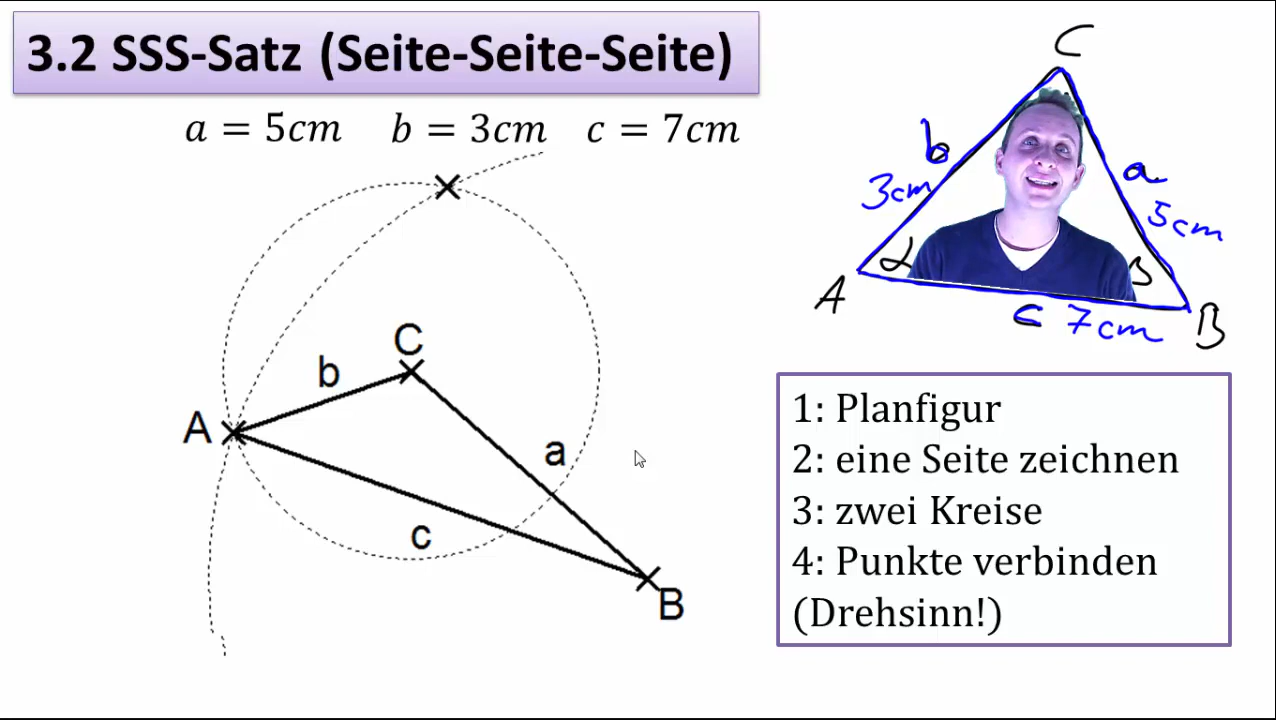 3.2 SSS-Satz (Seite-Seite-Seite)
a = 5cm b = 3cm c = 7cm
C
b
a
3cm
5cm
α
β
A
B
c 7cm
C
b
A
a
c
B
1: Planfigur
2: eine Seite zeichnen
3: zwei Kreise
4: Punkte verbinden
(Drehsinn!)